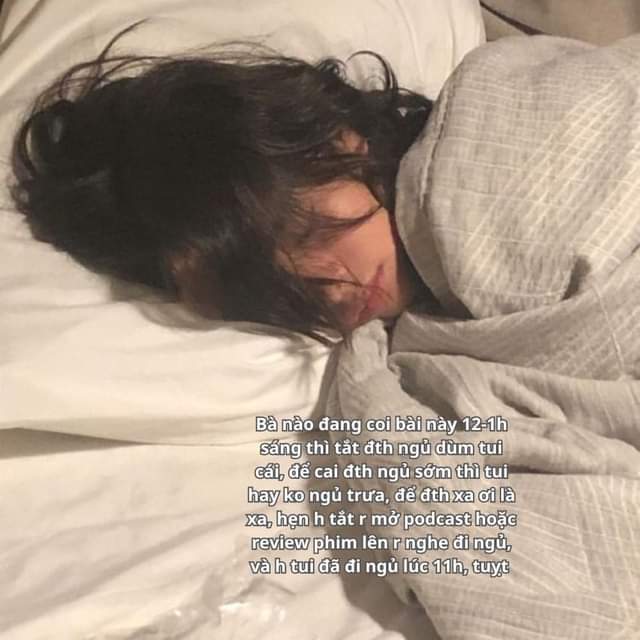 Bà nào đang coi bài này 12-1h
sáng thì tắt đth ngủ dùm tui
cái, để cai đth ngủ sớm thì tui
hay ko ngủ trưa, để đth xa ơi là
xa, hẹn h tắt r mở podcast hoặc
review phim lên r nghe đi ngủ,
và h tui đã đi ngủ lúc 11h, tuyệt